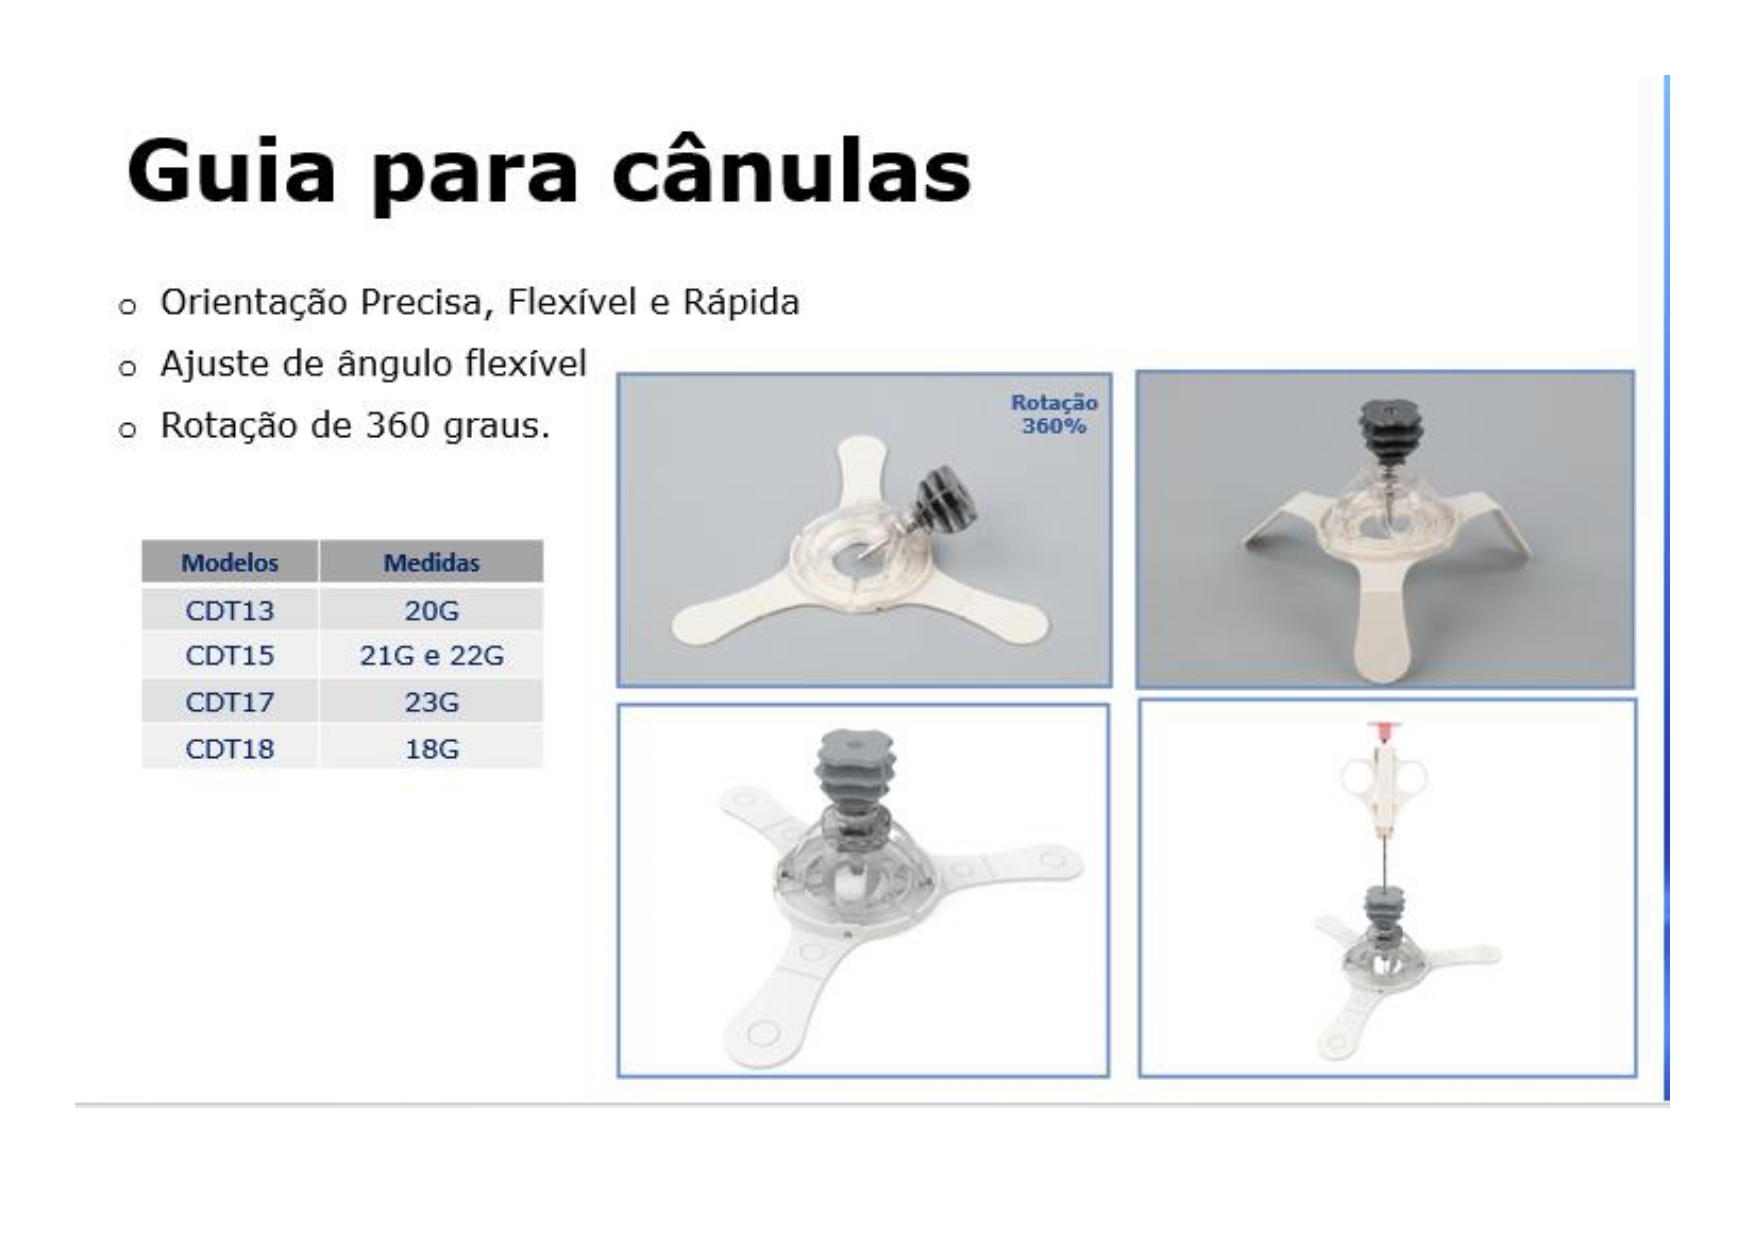 Guia para cânulas
o Orientação Precisa, Flexível e Rápida
o Ajuste de ângulo flexível
o Rotação de 360 graus.
Rotação
360%
Modelos Medidas
CDT13 20G
CDT15 21G e 22G
CDT17 23G
CDT18 18G